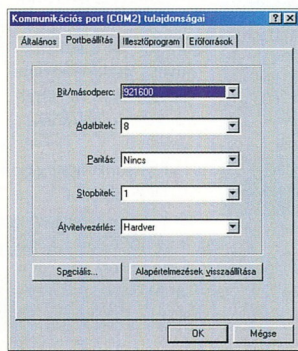 Kommunikációs port (COM2) tulajdonságai
Általános Portbeállítás Illesztőprogram Erőforrások
Bit/másodperc: 921600
Adatbitek: 8
Paritás: Nincs
Stopbitek: 1
Átvitelvezérlés: Hardver
Speciális... Alapértelmezések visszaállítása
OK Mégse